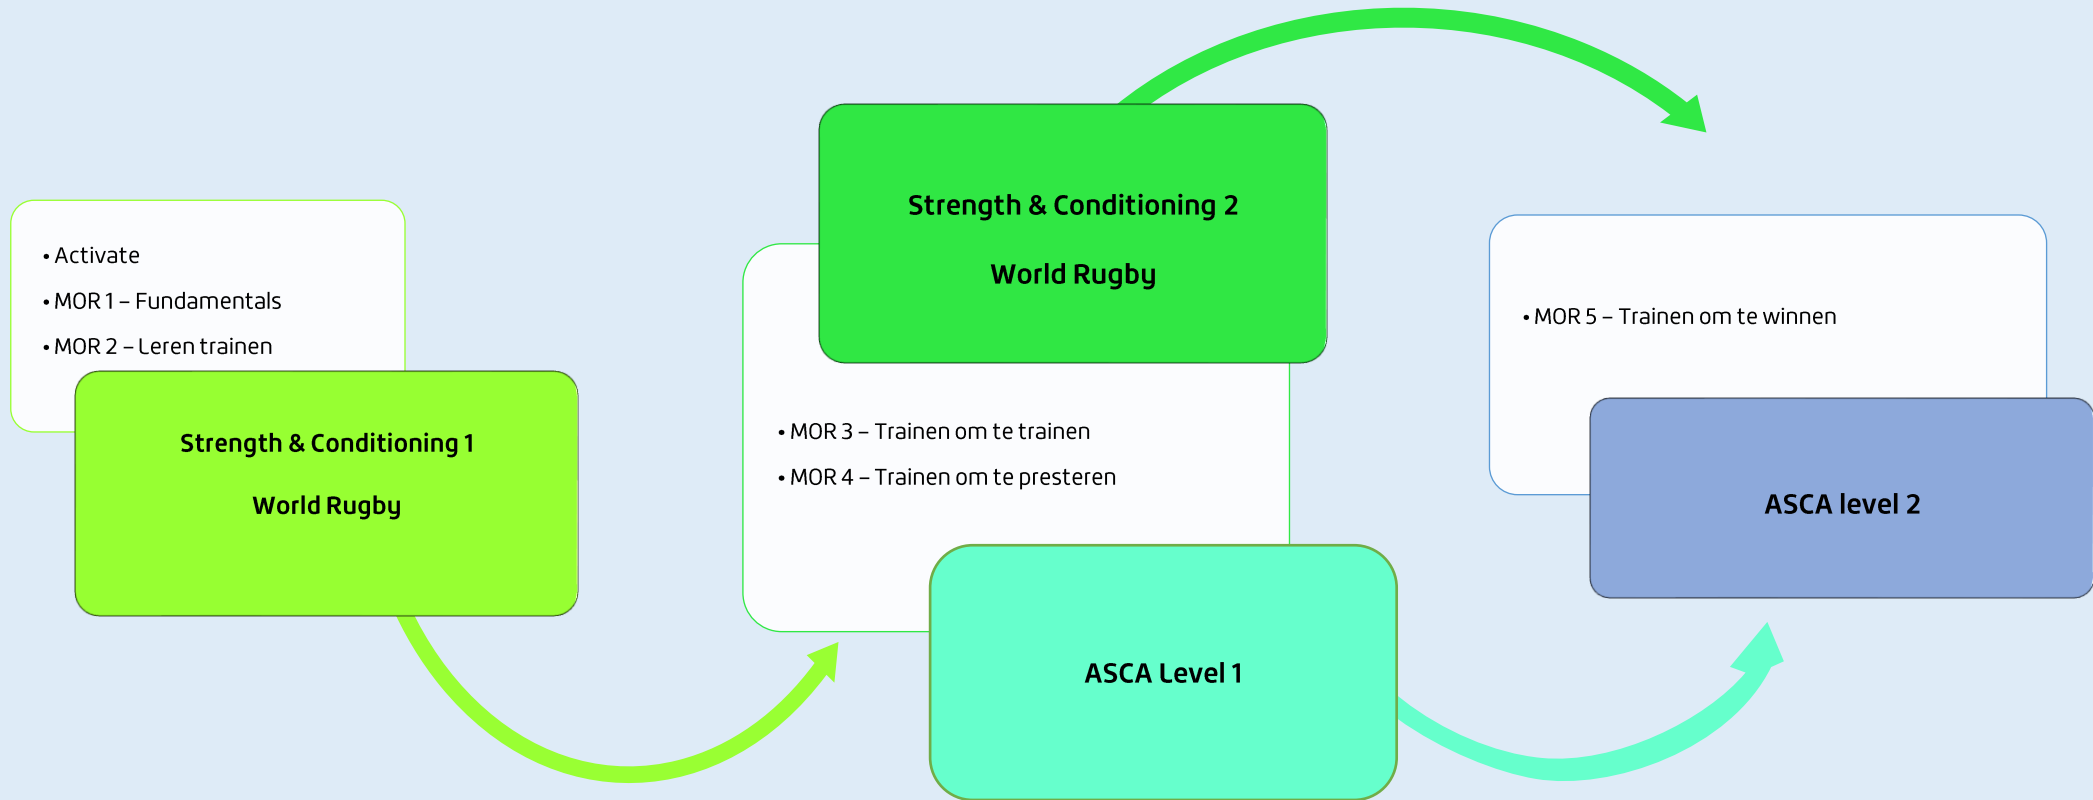 • Activate
• MOR 1 – Fundamentals
• MOR 2 – Leren trainen
Strength & Conditioning 1
World Rugby
Strength & Conditioning 2
World Rugby
• MOR 3 – Trainen om te trainen
• MOR 4 – Trainen om te presteren
ASCA Level 1
• MOR 5 – Trainen om te winnen
ASCA level 2